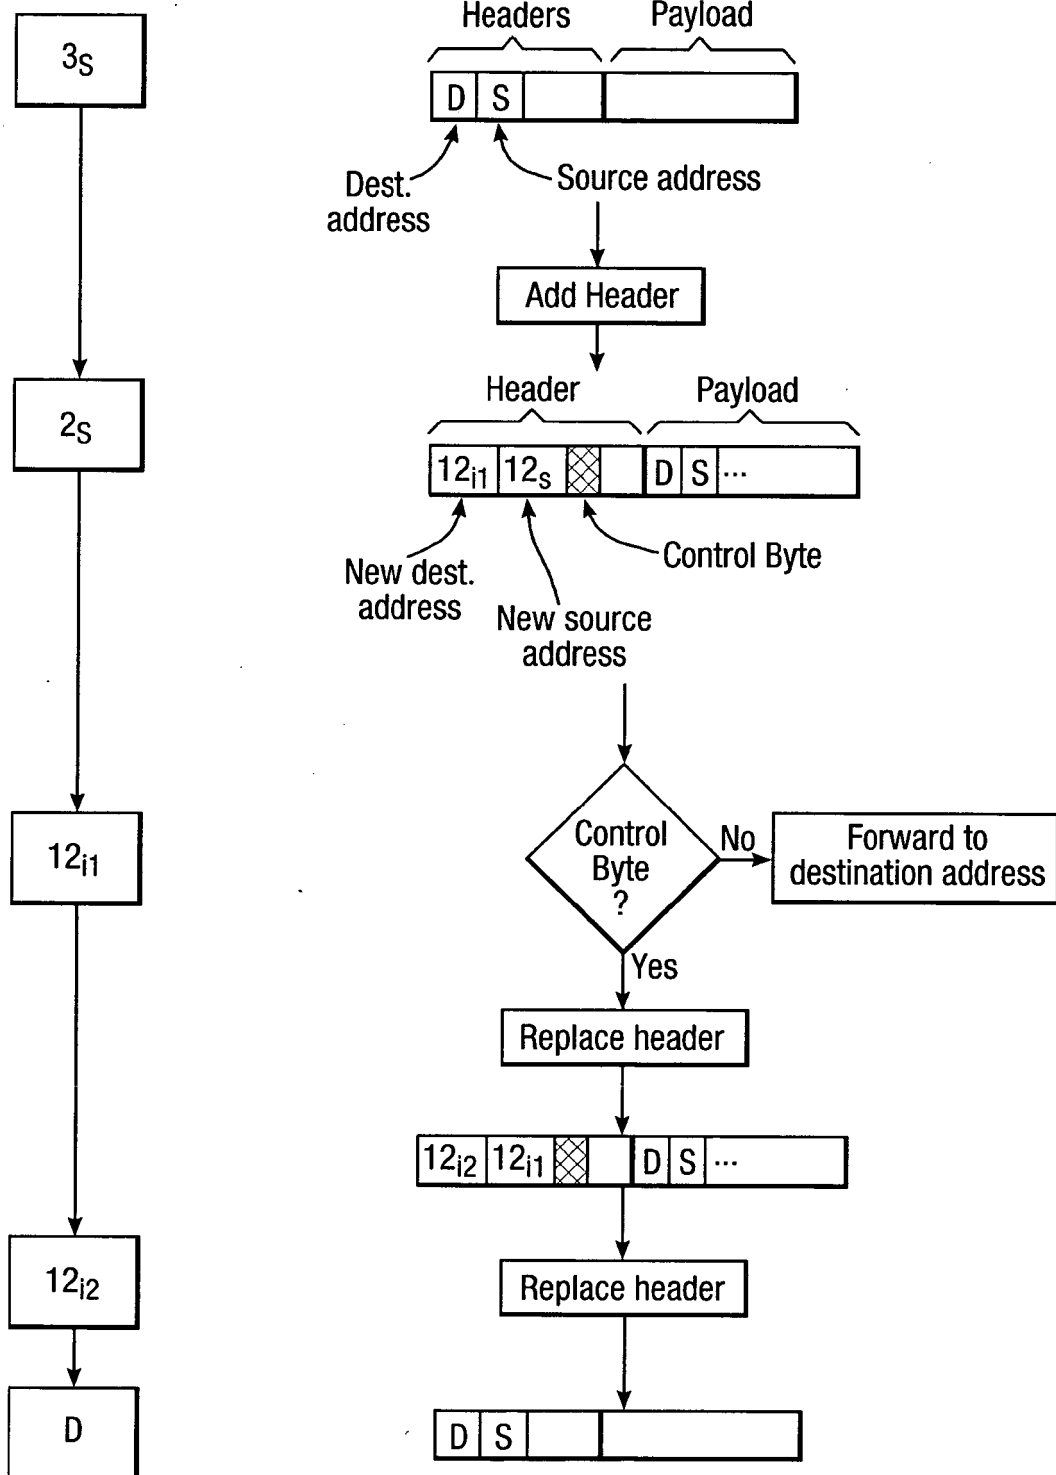 3S
Headers
Payload
D
S
Dest.
address
Source address
Add Header
2S
Header
Payload
12i1
12s
D
S
...
New dest.
address
Control Byte
New source
address
12i1
Control
Byte
?
No
Forward to
destination address
Yes
Replace header
12i2
12i1
D
S
...
12i2
Replace header
D
D
S